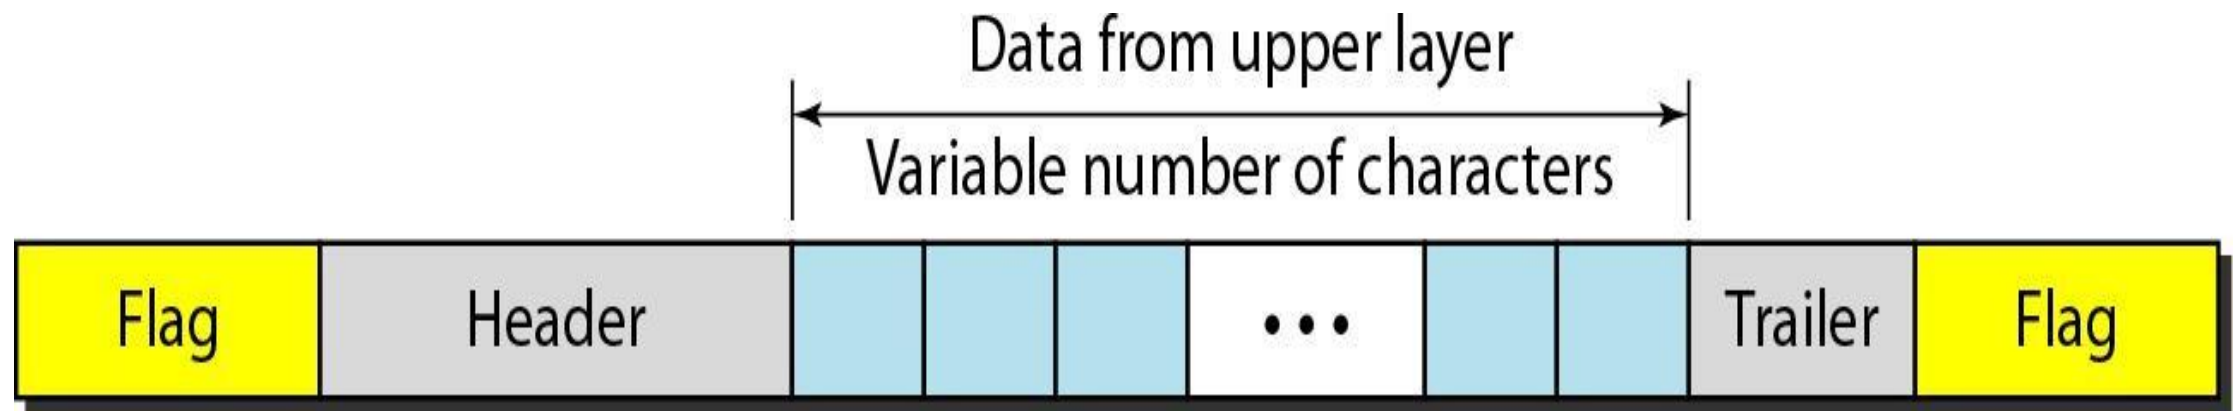 Data from upper layer
Variable number of characters
Flag Header ••• Trailer Flag